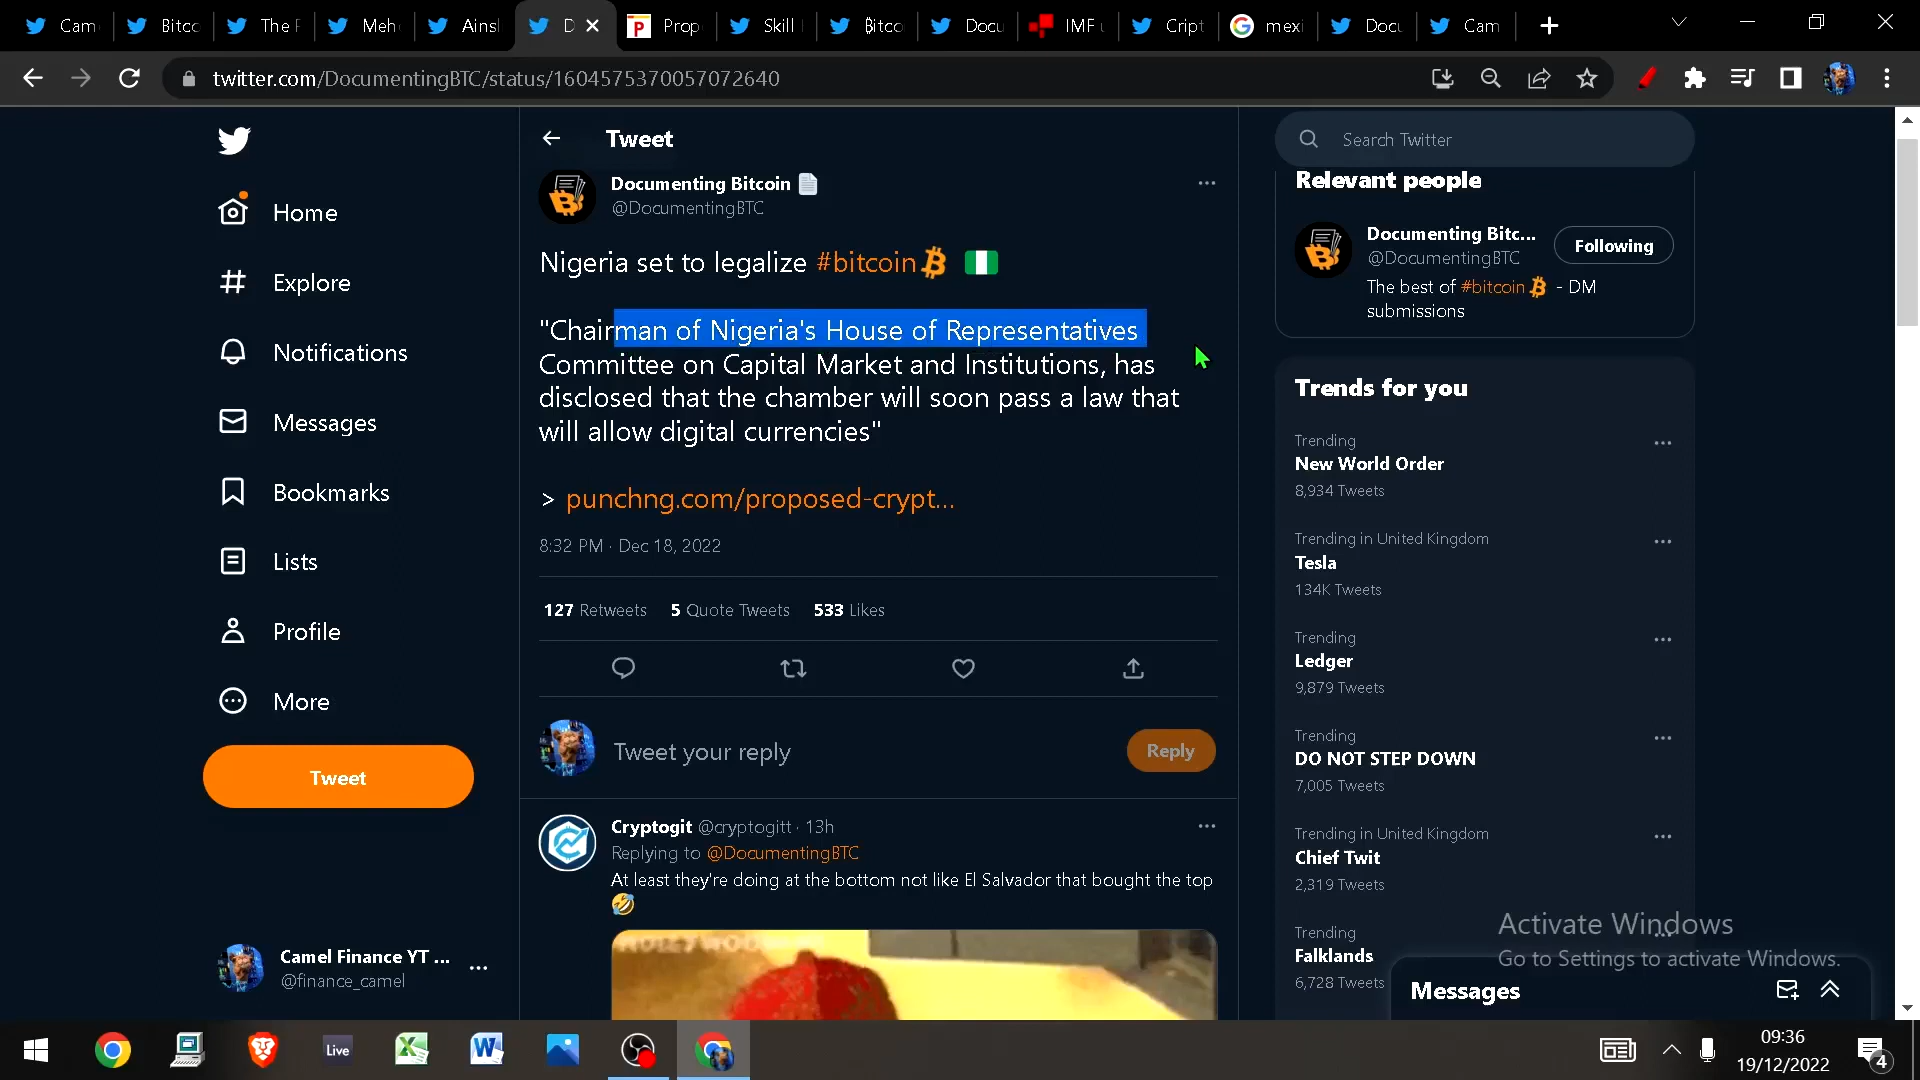 Cam
Bitco
The F
Meh
Ainsl
D
Prop
Skill
₿itco
Docu
IMF u
Cript
mexi
Docu
Cam
twitter.com/DocumentingBTC/status/1604575370057072640
Home
Explore
Notifications
Messages
Bookmarks
Lists
Profile
More
Tweet
Camel Finance YT ...
@finance_camel
Tweet
Documenting Bitcoin
@DocumentingBTC
Nigeria set to legalize #bitcoin
"Chairman of Nigeria's House of Representatives
Committee on Capital Market and Institutions, has
disclosed that the chamber will soon pass a law that
will allow digital currencies"
> punchng.com/proposed-crypt...
8:32 PM · Dec 18, 2022
127 Retweets 5 Quote Tweets 533 Likes
Tweet your reply
Reply
Cryptogit @cryptogitt · 13h
Replying to @DocumentingBTC
At least they're doing at the bottom not like El Salvador that bought the top
Search Twitter
Relevant people
Documenting Bitc...
@DocumentingBTC
Following
The best of #bitcoin - DM
submissions
Trends for you
Trending
New World Order
8,934 Tweets
Trending in United Kingdom
Tesla
134K Tweets
Trending
Ledger
9,879 Tweets
Trending
DO NOT STEP DOWN
7,005 Tweets
Trending in United Kingdom
Chief Twit
2,319 Tweets
Trending
Falklands
6,728 Tweets
Activate Windows
Go to Settings to activate Windows.
Messages
Live
09:36
19/12/2022
4